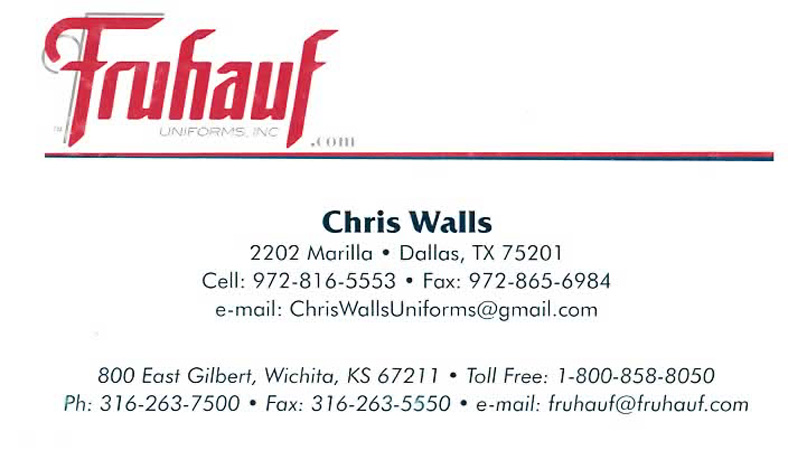 Fruhauf
TM UNIFORMS, INC
.com
Chris Walls
2202 Marilla • Dallas, TX 75201
Cell: 972-816-5553 • Fax: 972-865-6984
e-mail: ChrisWallsUniforms@gmail.com
800 East Gilbert, Wichita, KS 67211 • Toll Free: 1-800-858-8050
Ph: 316-263-7500 • Fax: 316-263-5550 • e-mail: fruhauf@fruhauf.com